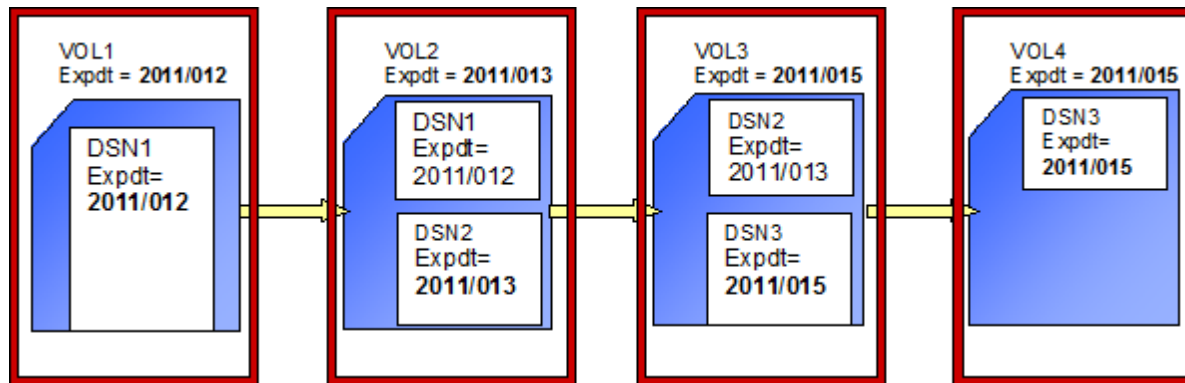 VOL1
Expdt = 2011/012
DSN1
Expdt=
2011/012
VOL2
Expdt = 2011/013
DSN1
Expdt=
2011/012
DSN2
Expdt=
2011/013
VOL3
Expdt = 2011/015
DSN2
Expdt=
2011/013
DSN3
Expdt=
2011/015
VOL4
Expdt = 2011/015
DSN3
Expdt=
2011/015